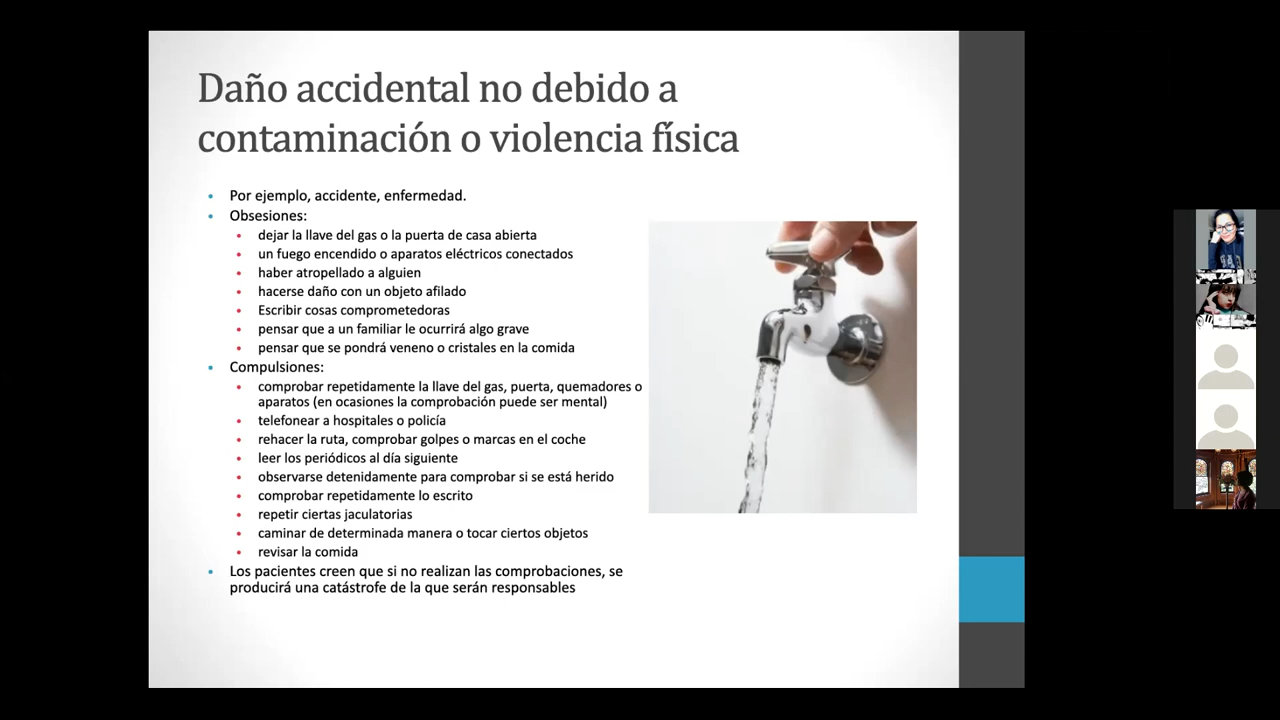 Daño accidental no debido a
contaminación o violencia física
Por ejemplo, accidente, enfermedad.
Obsesiones:
dejar la llave del gas o la puerta de casa abierta
un fuego encendido o aparatos eléctricos conectados
haber atropellado a alguien
hacerse daño con un objeto afilado
Escribir cosas comprometedoras
pensar que a un familiar le ocurrirá algo grave
pensar que se pondrá veneno o cristales en la comida
Compulsiones:
comprobar repetidamente la llave del gas, puerta, quemadores o
aparatos (en ocasiones la comprobación puede ser mental)
telefonear a hospitales o policía
rehacer la ruta, comprobar golpes o marcas en el coche
leer los periódicos al día siguiente
observarse detenidamente para comprobar si se está herido
comprobar repetidamente lo escrito
repetir ciertas jaculatorias
caminar de determinada manera o tocar ciertos objetos
revisar la comida
Los pacientes creen que si no realizan las comprobaciones, se
producirá una catástrofe de la que serán responsables